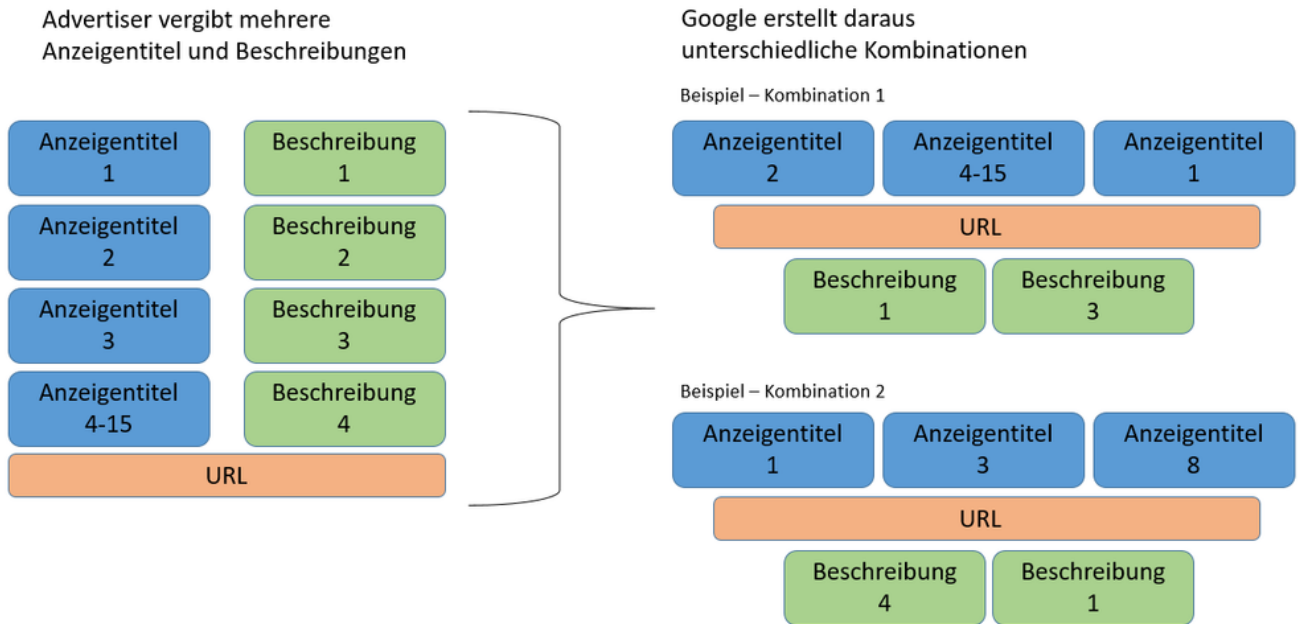 Advertiser vergibt mehrere
Anzeigentitel und Beschreibungen
Anzeigentitel
1
Beschreibung
1
Anzeigentitel
2
Beschreibung
2
Anzeigentitel
3
Beschreibung
3
Anzeigentitel
4-15
Beschreibung
4
URL
Google erstellt daraus
unterschiedliche Kombinationen
Beispiel – Kombination 1
Anzeigentitel
2
Anzeigentitel
4-15
Anzeigentitel
1
URL
Beschreibung
1
Beschreibung
3
Beispiel – Kombination 2
Anzeigentitel
1
Anzeigentitel
3
Anzeigentitel
8
URL
Beschreibung
4
Beschreibung
1